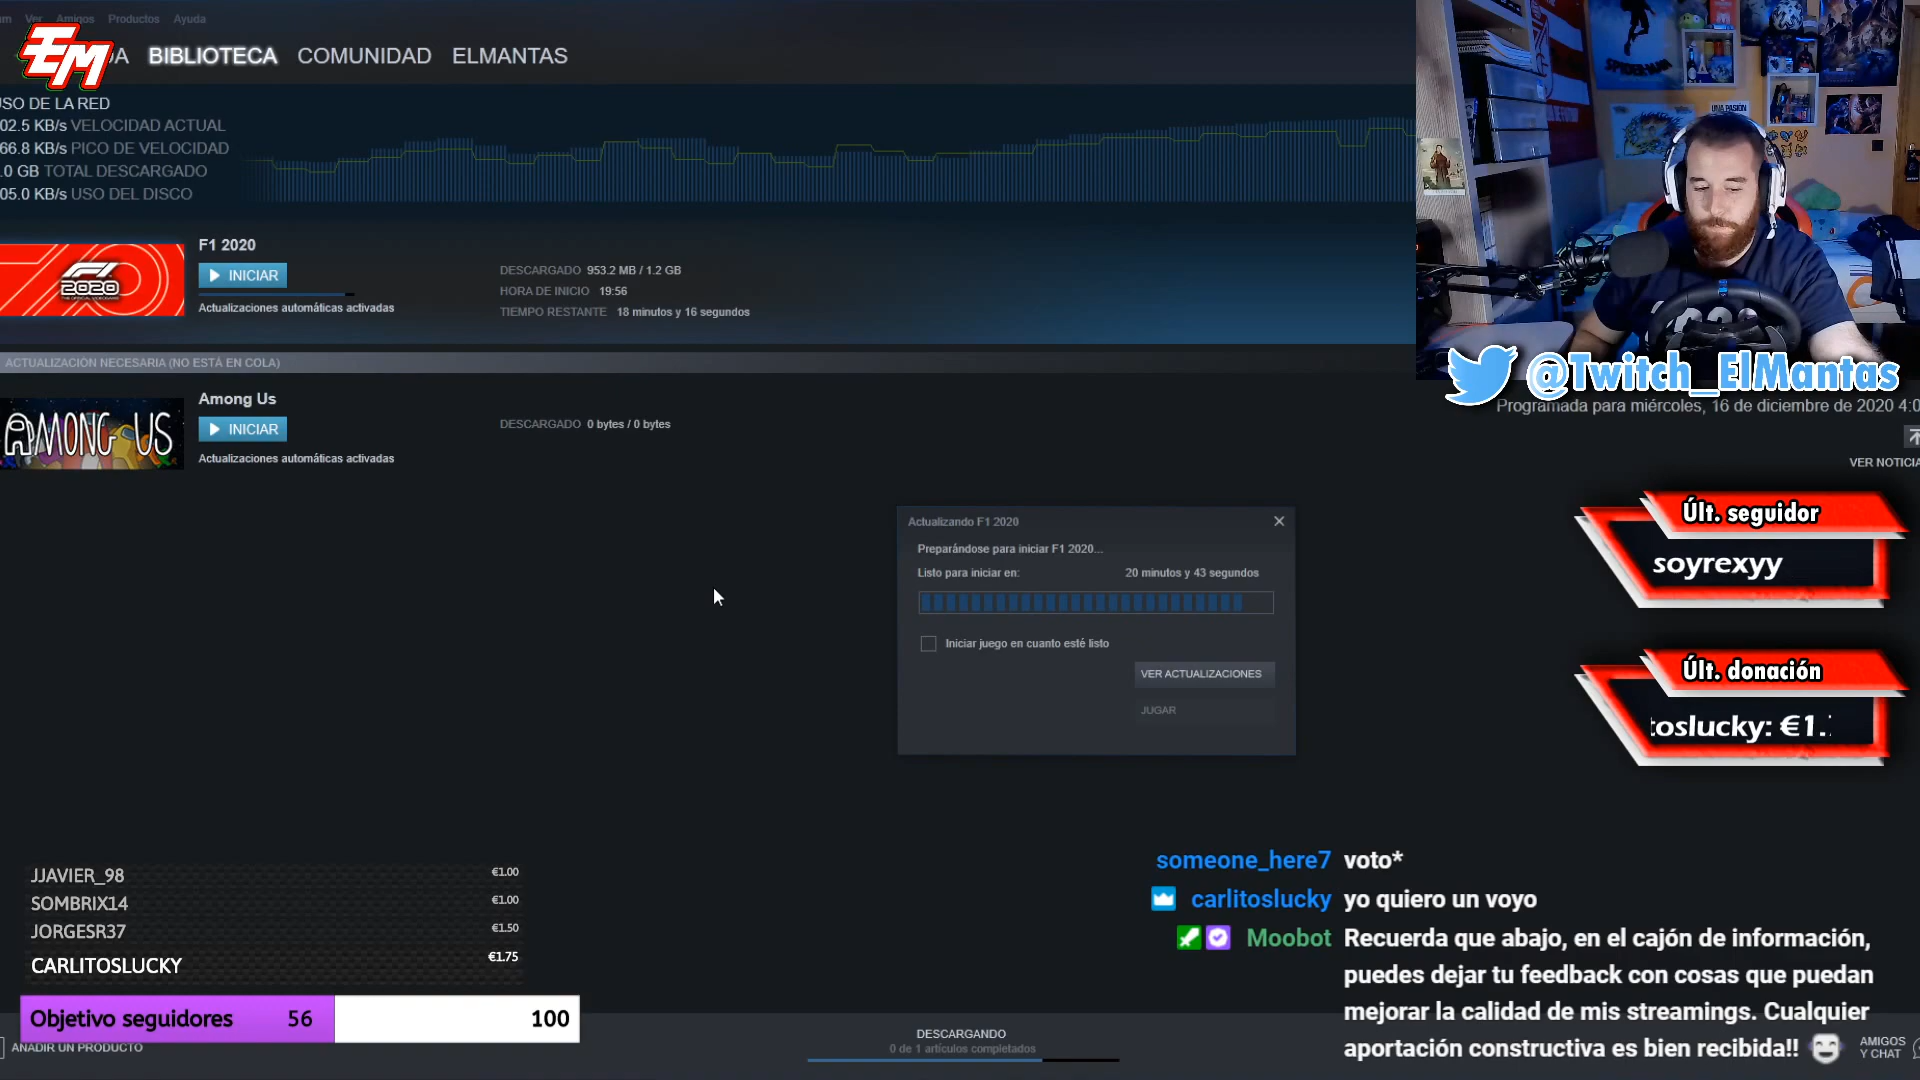 Ver Amigos Productos Ayuda
EM
BIBLIOTECA COMUNIDAD ELMANTAS
USO DE LA RED
02.5 KB/s VELOCIDAD ACTUAL
66.8 KB/s PICO DE VELOCIDAD
.0 GB TOTAL DESCARGADO
05.0 KB/s USO DEL DISCO
F1 2020
INICIAR
Actualizaciones automáticas activadas
DESCARGADO 953.2 MB / 1.2 GB
HORA DE INICIO 19:56
TIEMPO RESTANTE 18 minutos y 16 segundos
2020
ACTUALIZACIÓN NECESARIA (NO ESTÁ EN COLA)
AMONG US
Among Us
INICIAR
Actualizaciones automáticas activadas
DESCARGADO 0 bytes / 0 bytes
UNA PASIÓN
@Twitch_ElMantas
Programada para miércoles, 16 de diciembre de 2020 4:0
VER NOTICIA
Últ. seguidor
soyrexyy
Últ. donación
toslucky: €1.
Actualizando F1 2020
Preparándose para iniciar F1 2020...
Listo para iniciar en: 20 minutos y 43 segundos
Iniciar juego en cuanto esté listo
VER ACTUALIZACIONES
JUGAR
JJAVIER_98 €1.00
SOMBRIX14 €1.00
JORGESR37 €1.50
CARLITOSLUCKY €1.75
Objetivo seguidores 56 100
AÑADIR UN PRODUCTO
DESCARGANDO
0 de 1 artículos completados
someone_here7 voto*
carlitoslucky yo quiero un voyo
Moobot Recuerda que abajo, en el cajón de información,
puedes dejar tu feedback con cosas que puedan
mejorar la calidad de mis streamings. Cualquier
aportación constructiva es bien recibida!!
AMIGOS
Y CHAT